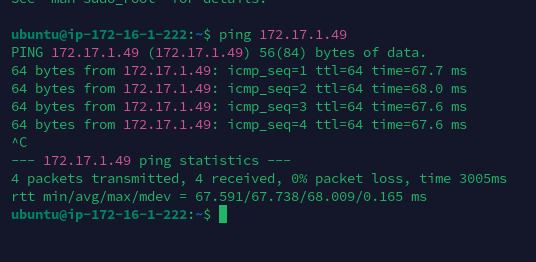 See "man sudo_root" for details.
ubuntu@ip-172-16-1-222:~$ ping 172.17.1.49
PING 172.17.1.49 (172.17.1.49) 56(84) bytes of data.
64 bytes from 172.17.1.49: icmp_seq=1 ttl=64 time=67.7 ms
64 bytes from 172.17.1.49: icmp_seq=2 ttl=64 time=68.0 ms
64 bytes from 172.17.1.49: icmp_seq=3 ttl=64 time=67.6 ms
64 bytes from 172.17.1.49: icmp_seq=4 ttl=64 time=67.6 ms
^C
--- 172.17.1.49 ping statistics ---
4 packets transmitted, 4 received, 0% packet loss, time 3005ms
rtt min/avg/max/mdev = 67.591/67.738/68.009/0.165 ms
ubuntu@ip-172-16-1-222:~$